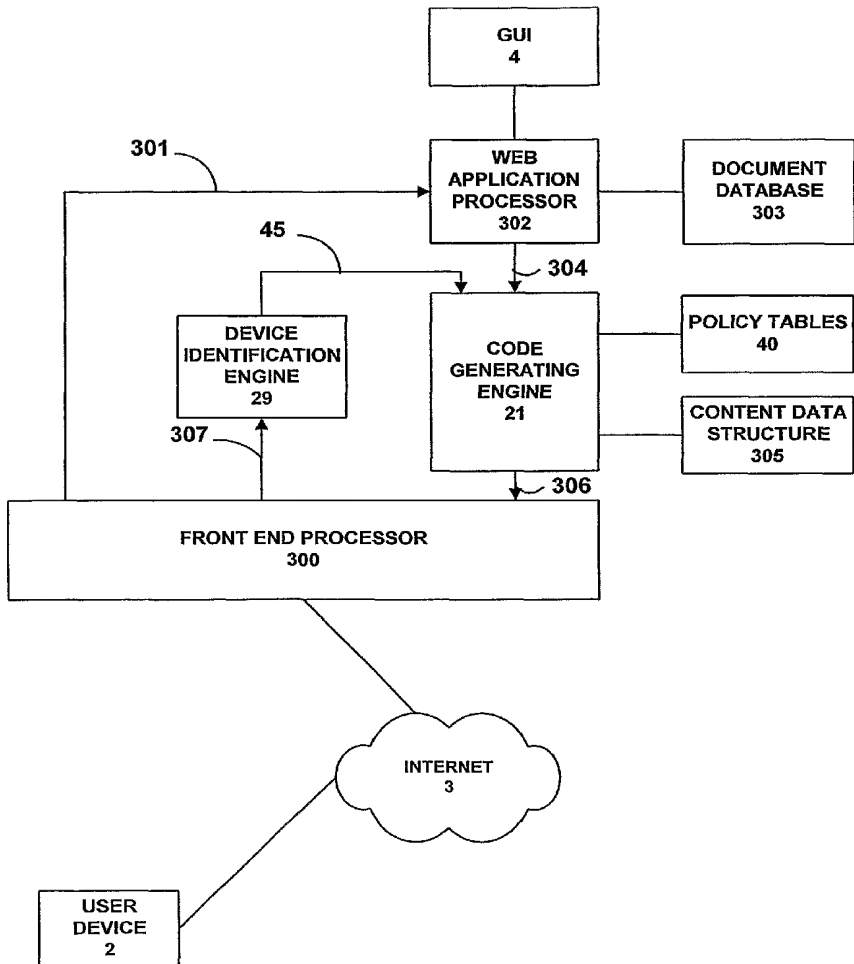 GUI
4
301
WEB
APPLICATION
PROCESSOR
302
DOCUMENT
DATABASE
303
45
304
DEVICE
IDENTIFICATION
ENGINE
29
CODE
GENERATING
ENGINE
21
POLICY TABLES
40
CONTENT DATA
STRUCTURE
305
307
306
FRONT END PROCESSOR
300
INTERNET
3
USER
DEVICE
2